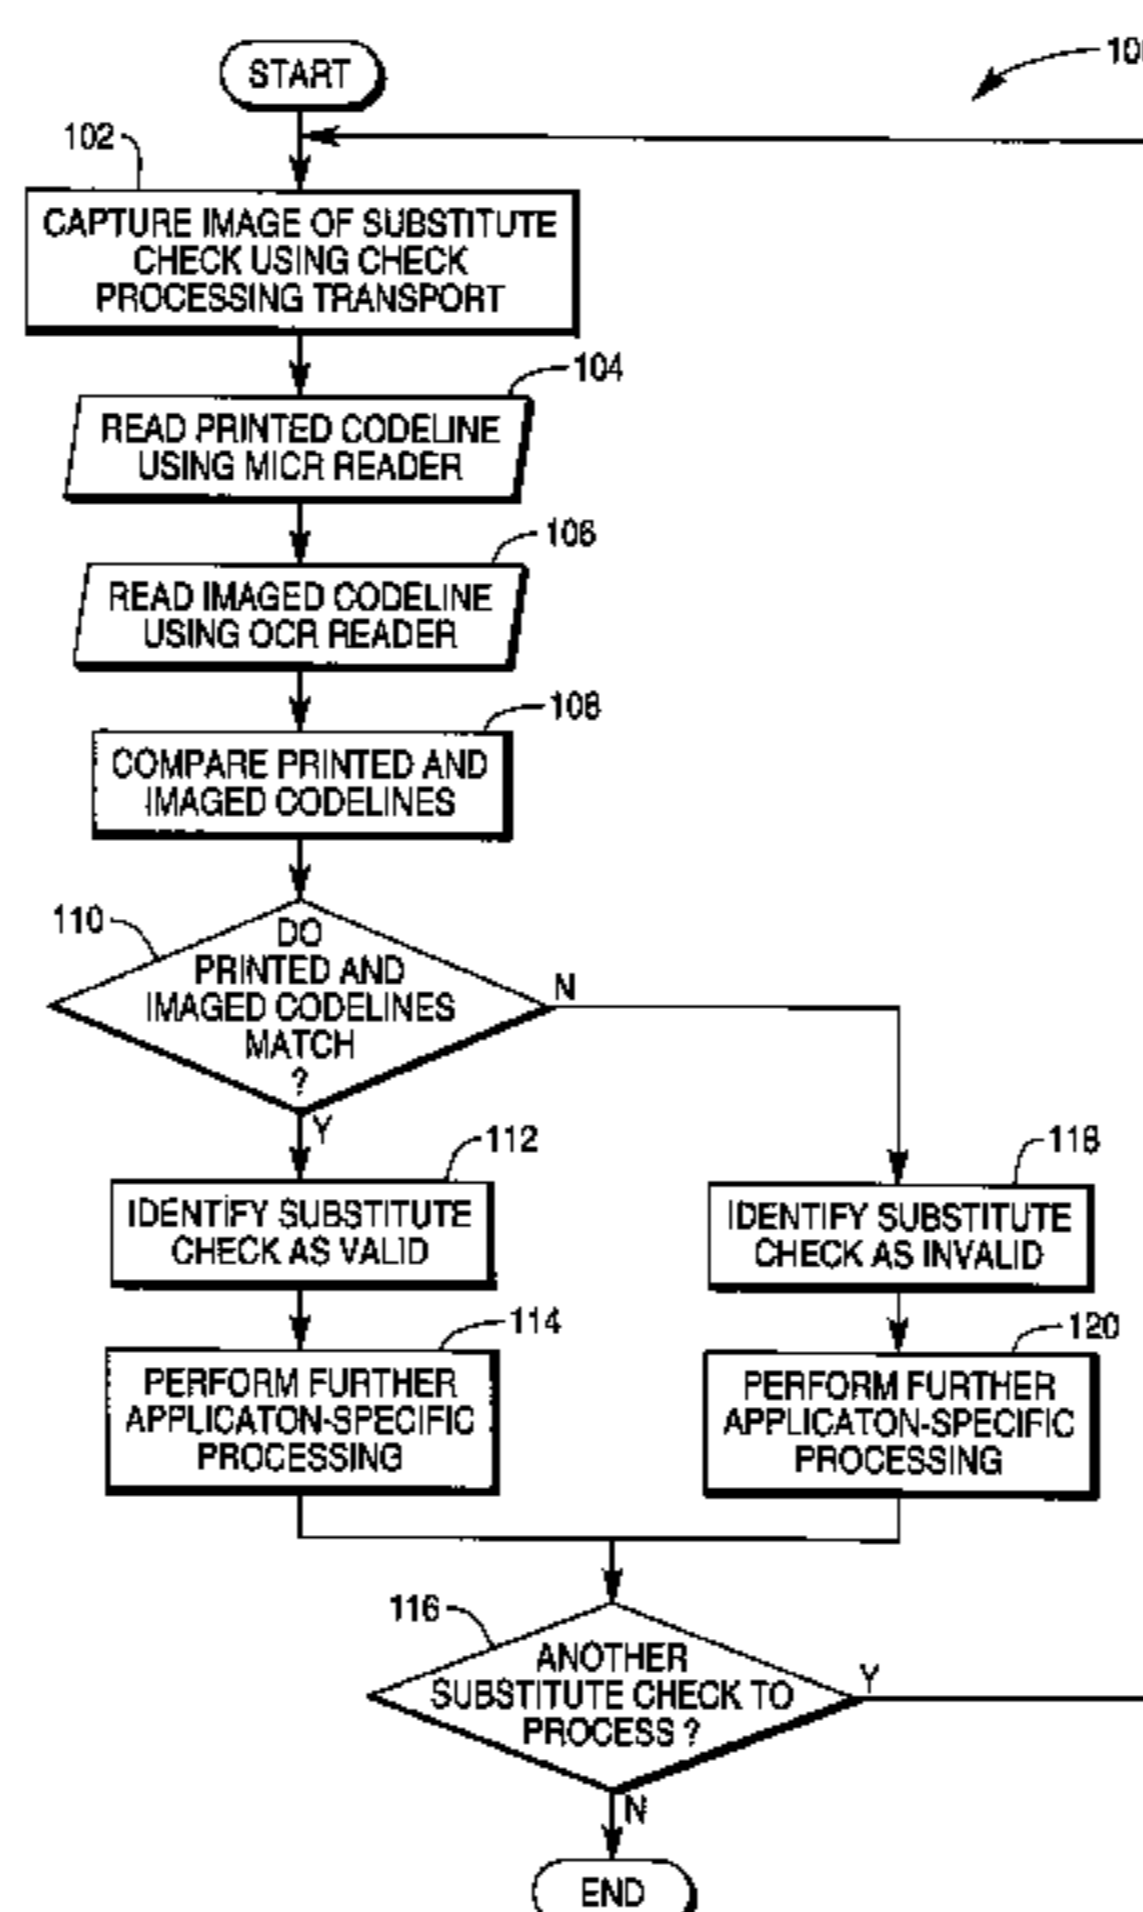 START
102
CAPTURE IMAGE OF SUBSTITUTE
CHECK USING CHECK
PROCESSING TRANSPORT
104
READ PRINTED CODELINE
USING MICR READER
106
READ IMAGED CODELINE
USING OCR READER
108
COMPARE PRINTED AND
IMAGED CODELINES
110
DO
PRINTED AND
IMAGED CODELINES
MATCH
?
N
Y
112
IDENTIFY SUBSTITUTE
CHECK AS VALID
118
IDENTIFY SUBSTITUTE
CHECK AS INVALID
114
PERFORM FURTHER
APPLICATON-SPECIFIC
PROCESSING
120
PERFORM FURTHER
APPLICATON-SPECIFIC
PROCESSING
116
ANOTHER
SUBSTITUTE CHECK TO
PROCESS ?
Y
N
END